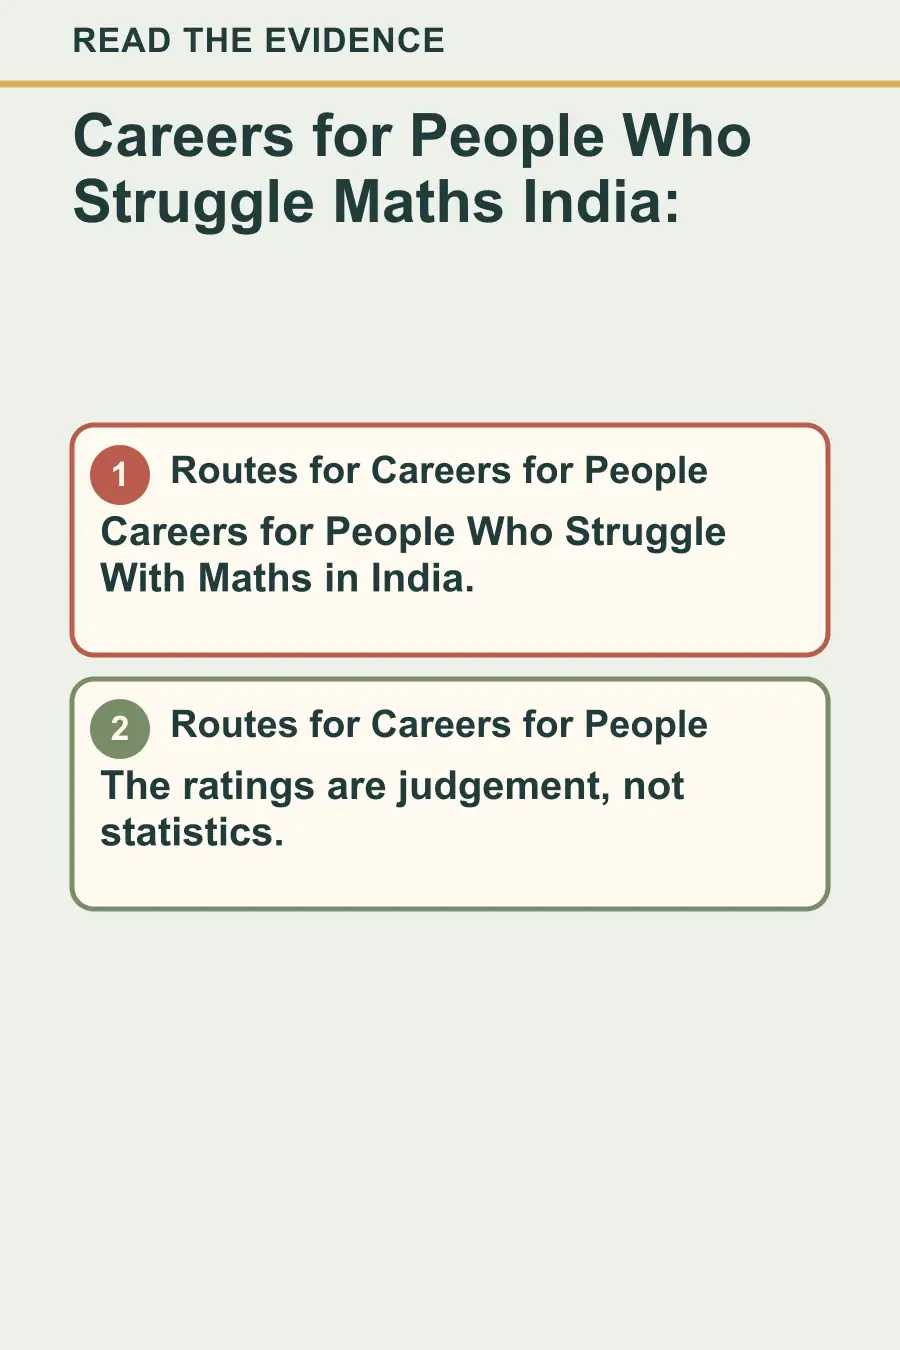 READ THE EVIDENCE
Careers for People Who
Struggle Maths India:
1 Routes for Careers for People
Careers for People Who Struggle
With Maths in India.
2 Routes for Careers for People
The ratings are judgement, not
statistics.